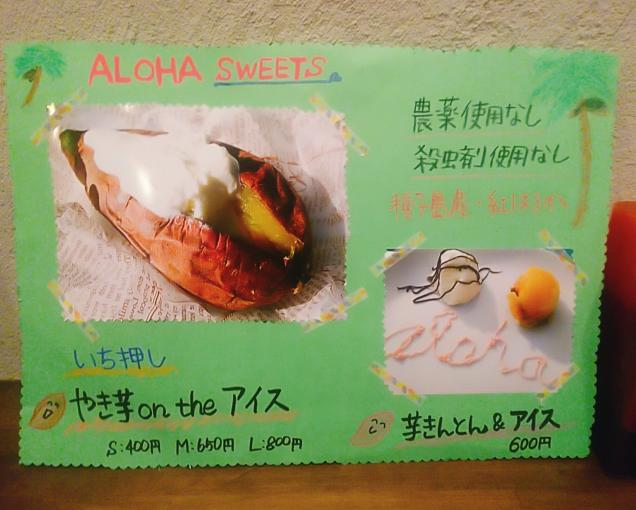 ALOHA SWEETS
農薬使用なし
殺虫剤使用なし
種子島産・紅はるか
aloha
いち押し
やき芋 on the アイス
S:400円 M:650円 L:800円
芋きんとん & アイス
600円